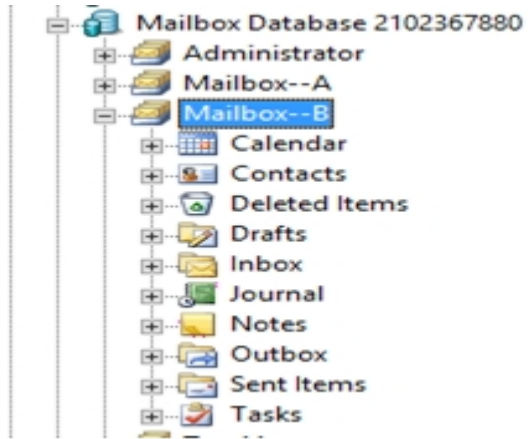 Mailbox Database 2102367880
Administrator
Mailbox--A
Mailbox--B
Calendar
Contacts
Deleted Items
Drafts
Inbox
Journal
Notes
Outbox
Sent Items
Tasks